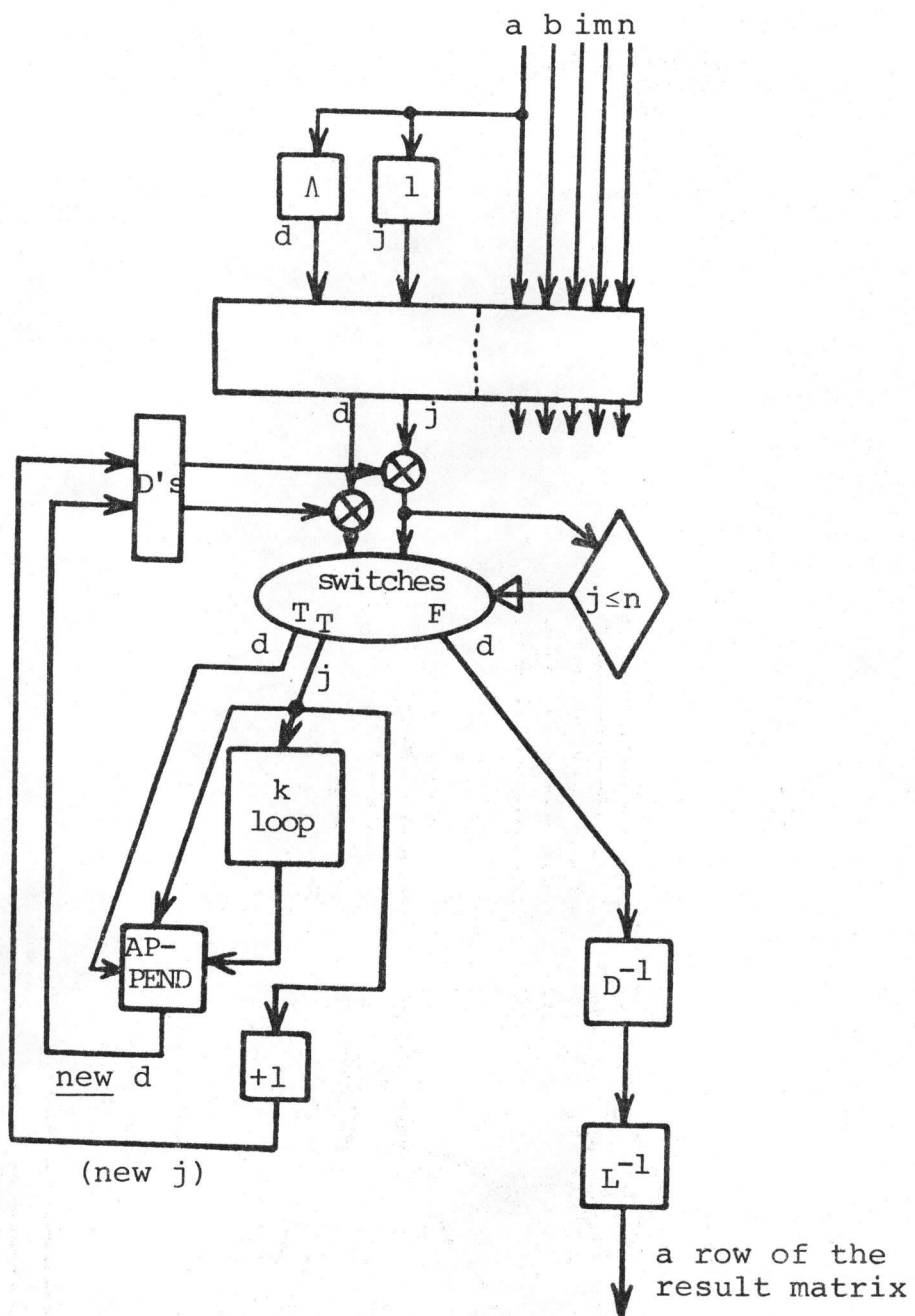 a b i m n
Λ 1
d j
d j
D's
switches
j≤n
T T F
d d
j
k
loop
AP-
PEND
D⁻¹
+1
new d
(new j)
L⁻¹
a row of the
result matrix